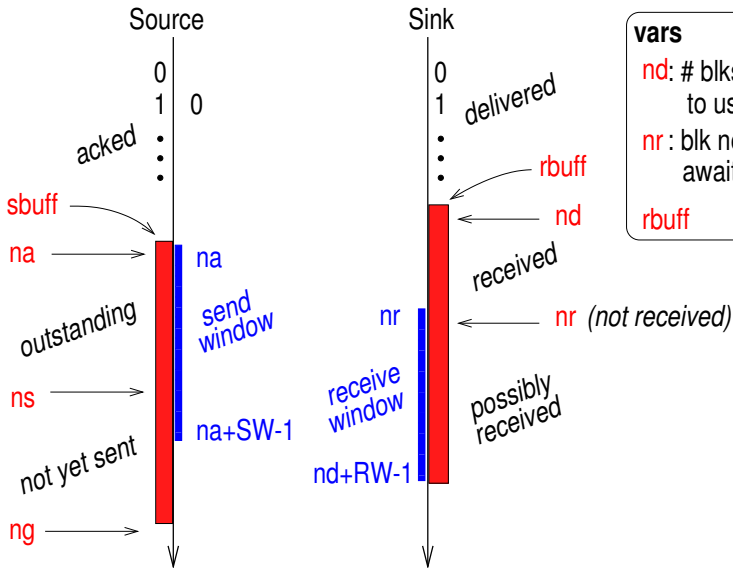 Source
0
1
0
acked
sbuff
na
na
outstanding
send
window
ns
na+SW-1
not yet sent
ng
Sink
0
1
delivered
rbuff
nd
received
nr
nr (not received)
receive
window
possibly
received
nd+RW-1
vars
nd: # blks
to us
nr : blk no
await
rbuff